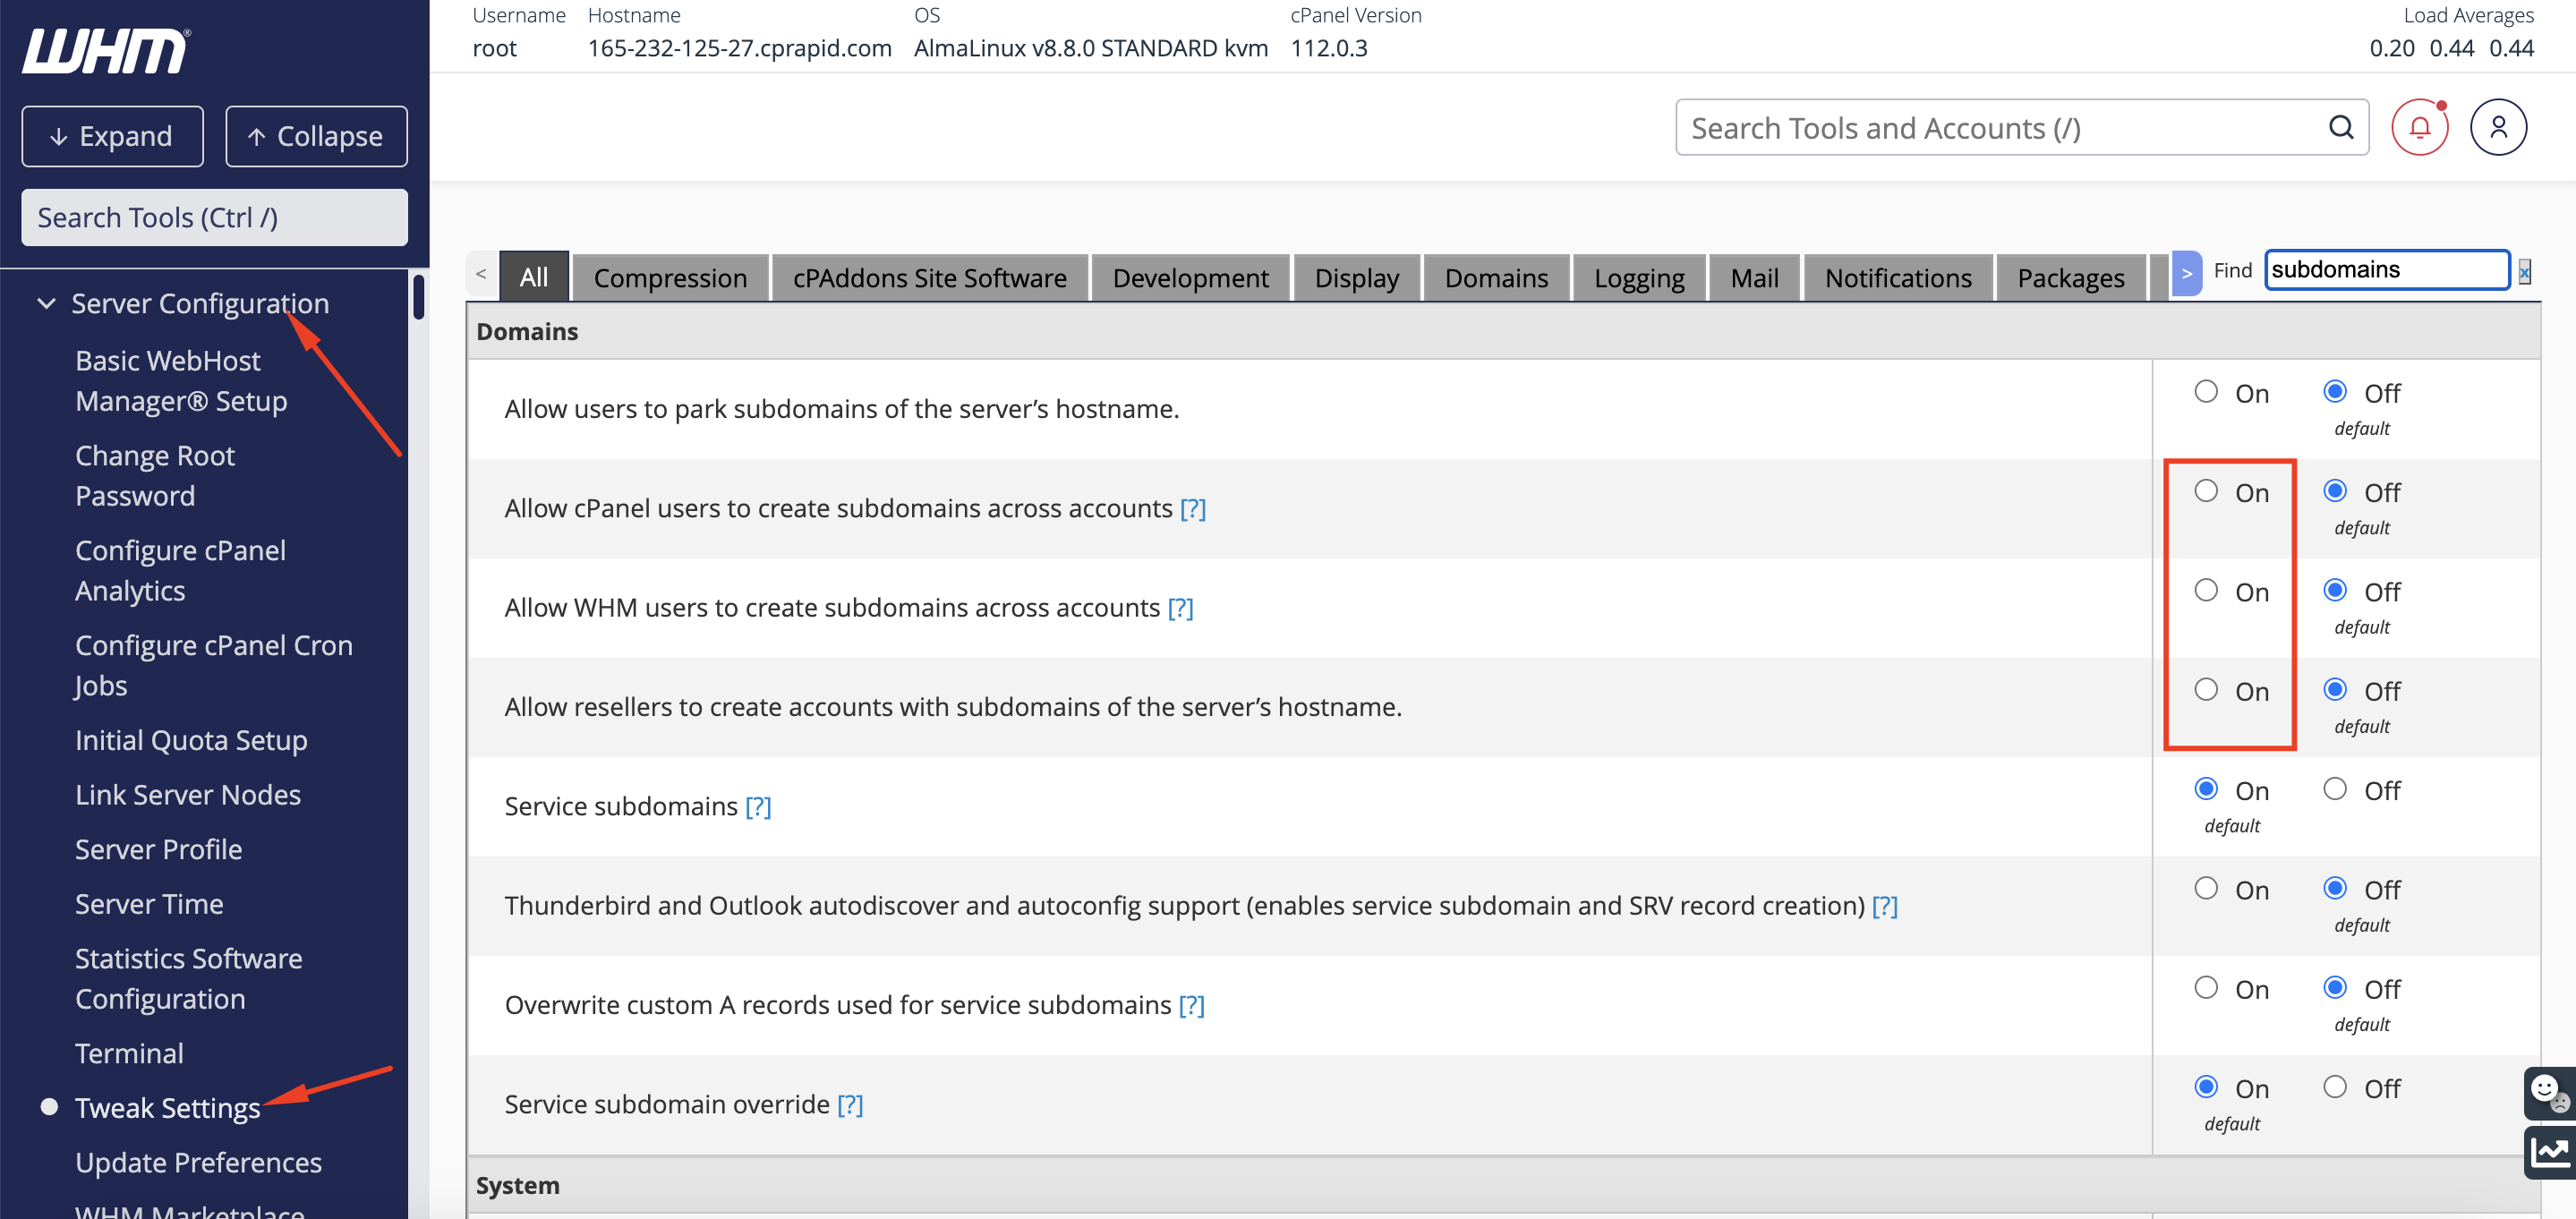 WHM®
Username Hostname OS cPanel Version Load Averages
root 165-232-125-27.cprapid.com AlmaLinux v8.8.0 STANDARD kvm 112.0.3 0.20 0.44 0.44
↓ Expand ↑ Collapse
Search Tools (Ctrl /)
Search Tools and Accounts (/)
Server Configuration
Basic WebHost
Manager® Setup
Change Root
Password
Configure cPanel
Analytics
Configure cPanel Cron
Jobs
Initial Quota Setup
Link Server Nodes
Server Profile
Server Time
Statistics Software
Configuration
Terminal
Tweak Settings
Update Preferences
WHM Marketplace
< All Compression cPAddons Site Software Development Display Domains Logging Mail Notifications Packages > Find subdomains x
Domains
Allow users to park subdomains of the server’s hostname. On Off
default
Allow cPanel users to create subdomains across accounts [?] On Off
default
Allow WHM users to create subdomains across accounts [?] On Off
default
Allow resellers to create accounts with subdomains of the server’s hostname. On Off
default
Service subdomains [?] On Off
default
Thunderbird and Outlook autodiscover and autoconfig support (enables service subdomain and SRV record creation) [?] On Off
default
Overwrite custom A records used for service subdomains [?] On Off
default
Service subdomain override [?] On Off
default
System